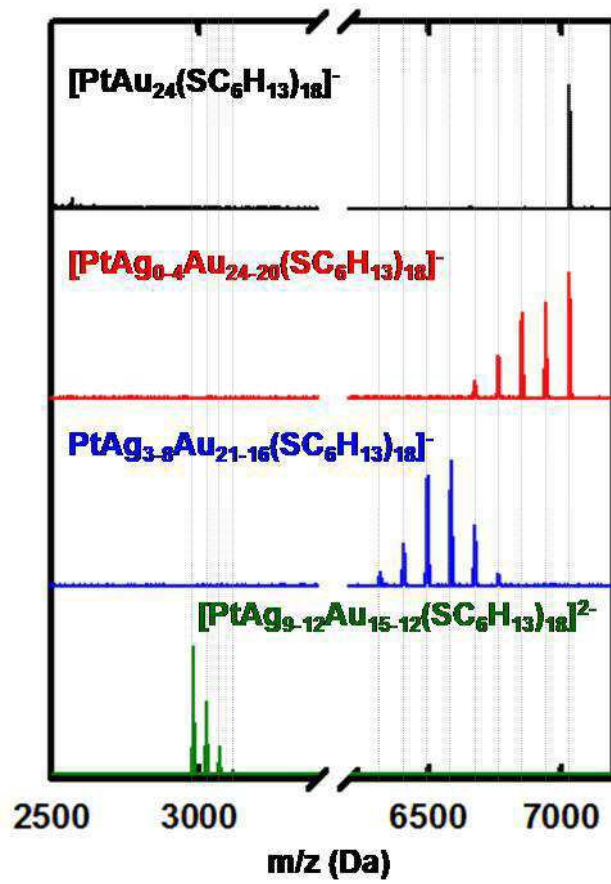 [PtAu₂₄(SC₆H₁₃)₁₈]⁻
[PtAg₀₋₄Au₂₄₋₂₀(SC₆H₁₃)₁₈]⁻
PtAg₃₋₈Au₂₁₋₁₆(SC₆H₁₃)₁₈]⁻
[PtAg₉₋₁₂Au₁₅₋₁₂(SC₆H₁₃)₁₈]²⁻
2500 3000 6500 7000
m/z (Da)